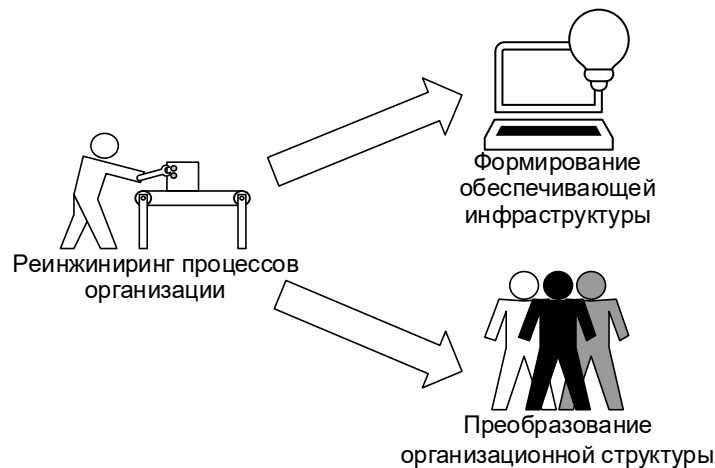 Реинжиниринг процессов
организации
Формирование
обеспечивающей
инфраструктуры
Преобразование
организационной структуры